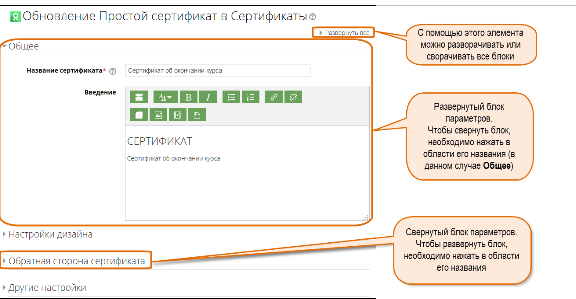 Обновление Простой сертификат в Сертификаты
Развернуть все
С помощью этого элемента
можно разворачивать или
сворачивать все блоки
Общее
Название сертификата*
Сертификат об окончании курса
Введение
СЕРТИФИКАТ
Сертификат об окончании курса
Развернутый блок
параметров.
Чтобы свернуть блок,
необходимо нажать в
области его названия (в
данном случае Общее)
Настройки дизайна
Обратная сторона сертификата
Другие настройки
Свернутый блок параметров.
Чтобы развернуть блок,
необходимо нажать в области
его названия